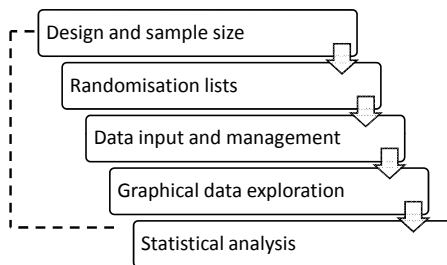 Design and sample size
Randomisation lists
Data input and management
Graphical data exploration
Statistical analysis